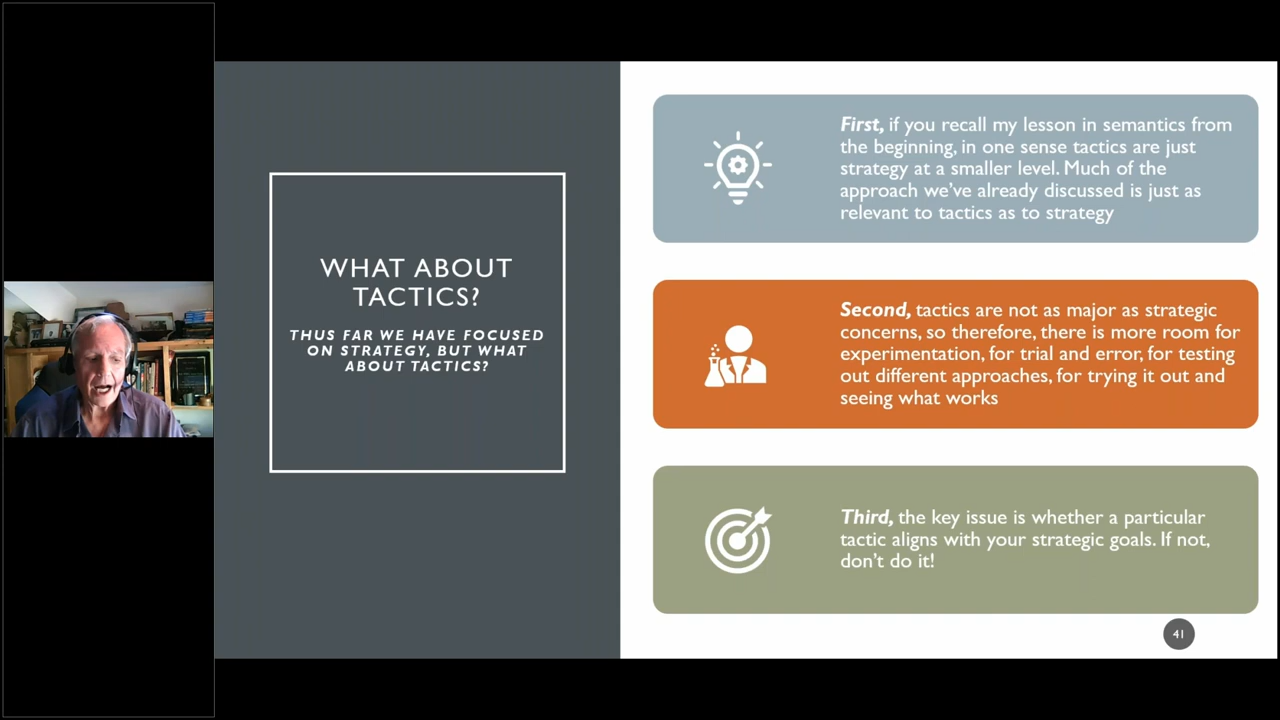 WHAT ABOUT
TACTICS?
THUS FAR WE HAVE FOCUSED
ON STRATEGY, BUT WHAT
ABOUT TACTICS?
First, if you recall my lesson in semantics from
the beginning, in one sense tactics are just
strategy at a smaller level. Much of the
approach we've already discussed is just as
relevant to tactics as to strategy
Second, tactics are not as major as strategic
concerns, so therefore, there is more room for
experimentation, for trial and error, for testing
out different approaches, for trying it out and
seeing what works
Third, the key issue is whether a particular
tactic aligns with your strategic goals. If not,
don't do it!
41